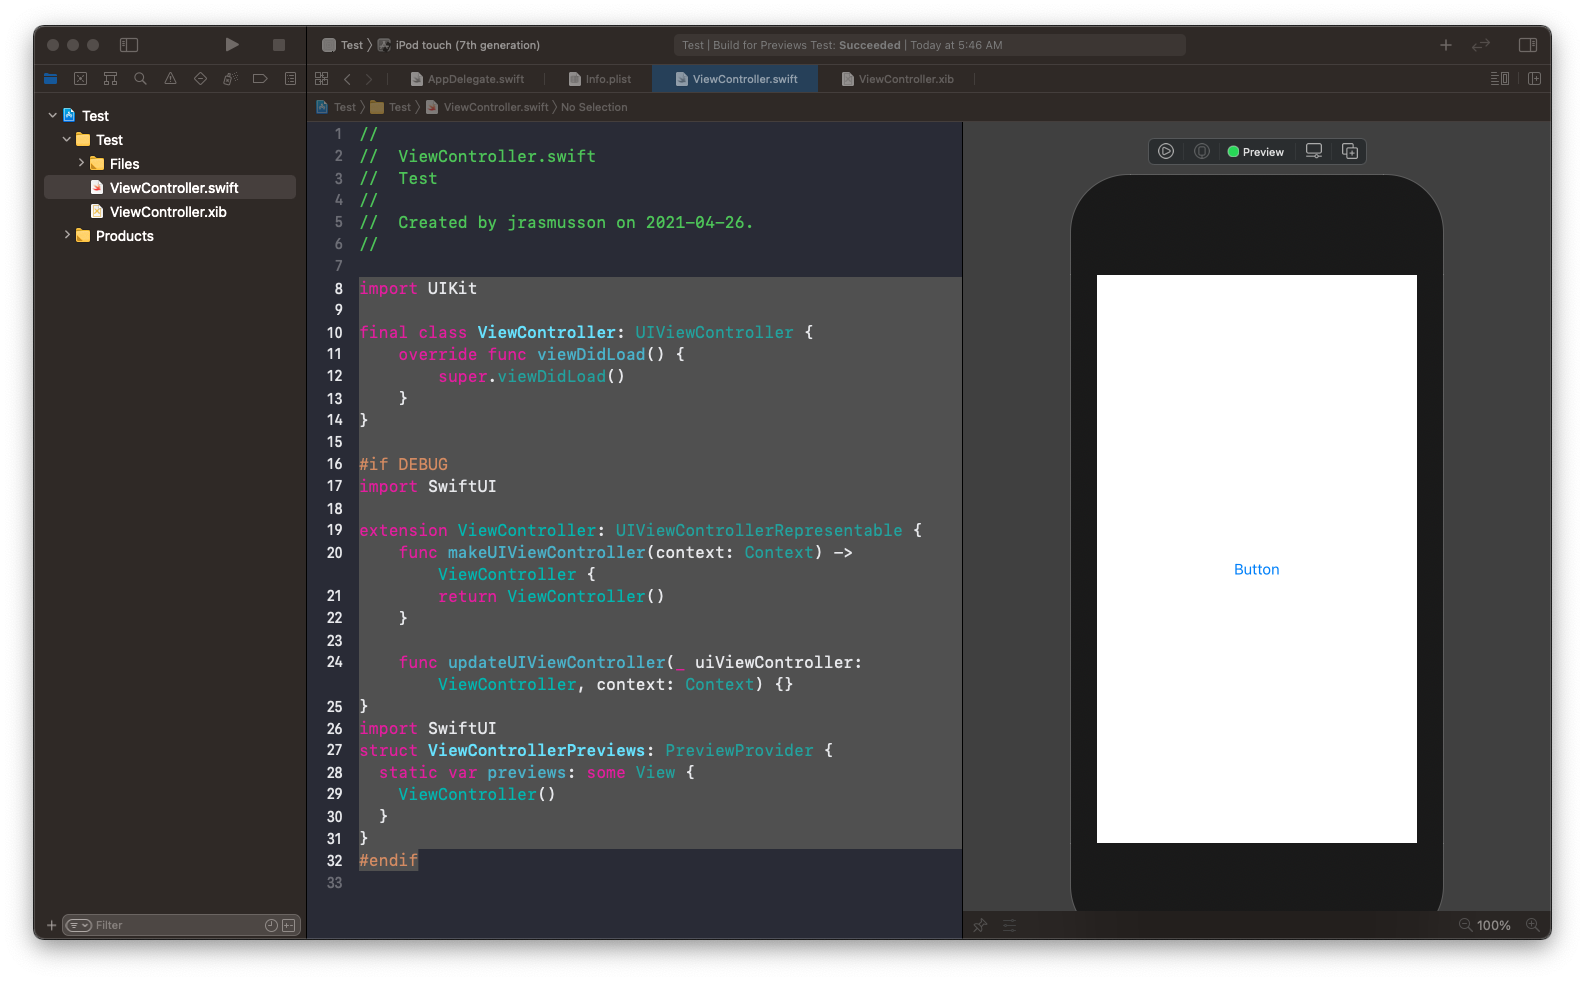 Test
iPod touch (7th generation)
Test | Build for Previews Test: Succeeded | Today at 5:46 AM
AppDelegate.swift
Info.plist
ViewController.swift
ViewController.xib
Test
Test
ViewController.swift
No Selection
Test
Test
Files
ViewController.swift
ViewController.xib
Products
Filter
1 //
2 //  ViewController.swift
3 //  Test
4 //
5 //  Created by jrasmusson on 2021-04-26.
6 //
7
8 import UIKit
9
10 final class ViewController: UIViewController {
11     override func viewDidLoad() {
12         super.viewDidLoad()
13     }
14 }
15
16 #if DEBUG
17 import SwiftUI
18
19 extension ViewController: UIViewControllerRepresentable {
20     func makeUIViewController(context: Context) ->
        ViewController {
21         return ViewController()
22     }
23
24     func updateUIViewController(_ uiViewController:
        ViewController, context: Context) {}
25 }
26 import SwiftUI
27 struct ViewControllerPreviews: PreviewProvider {
28   static var previews: some View {
29     ViewController()
30   }
31 }
32 #endif
33
Preview
Button
100%